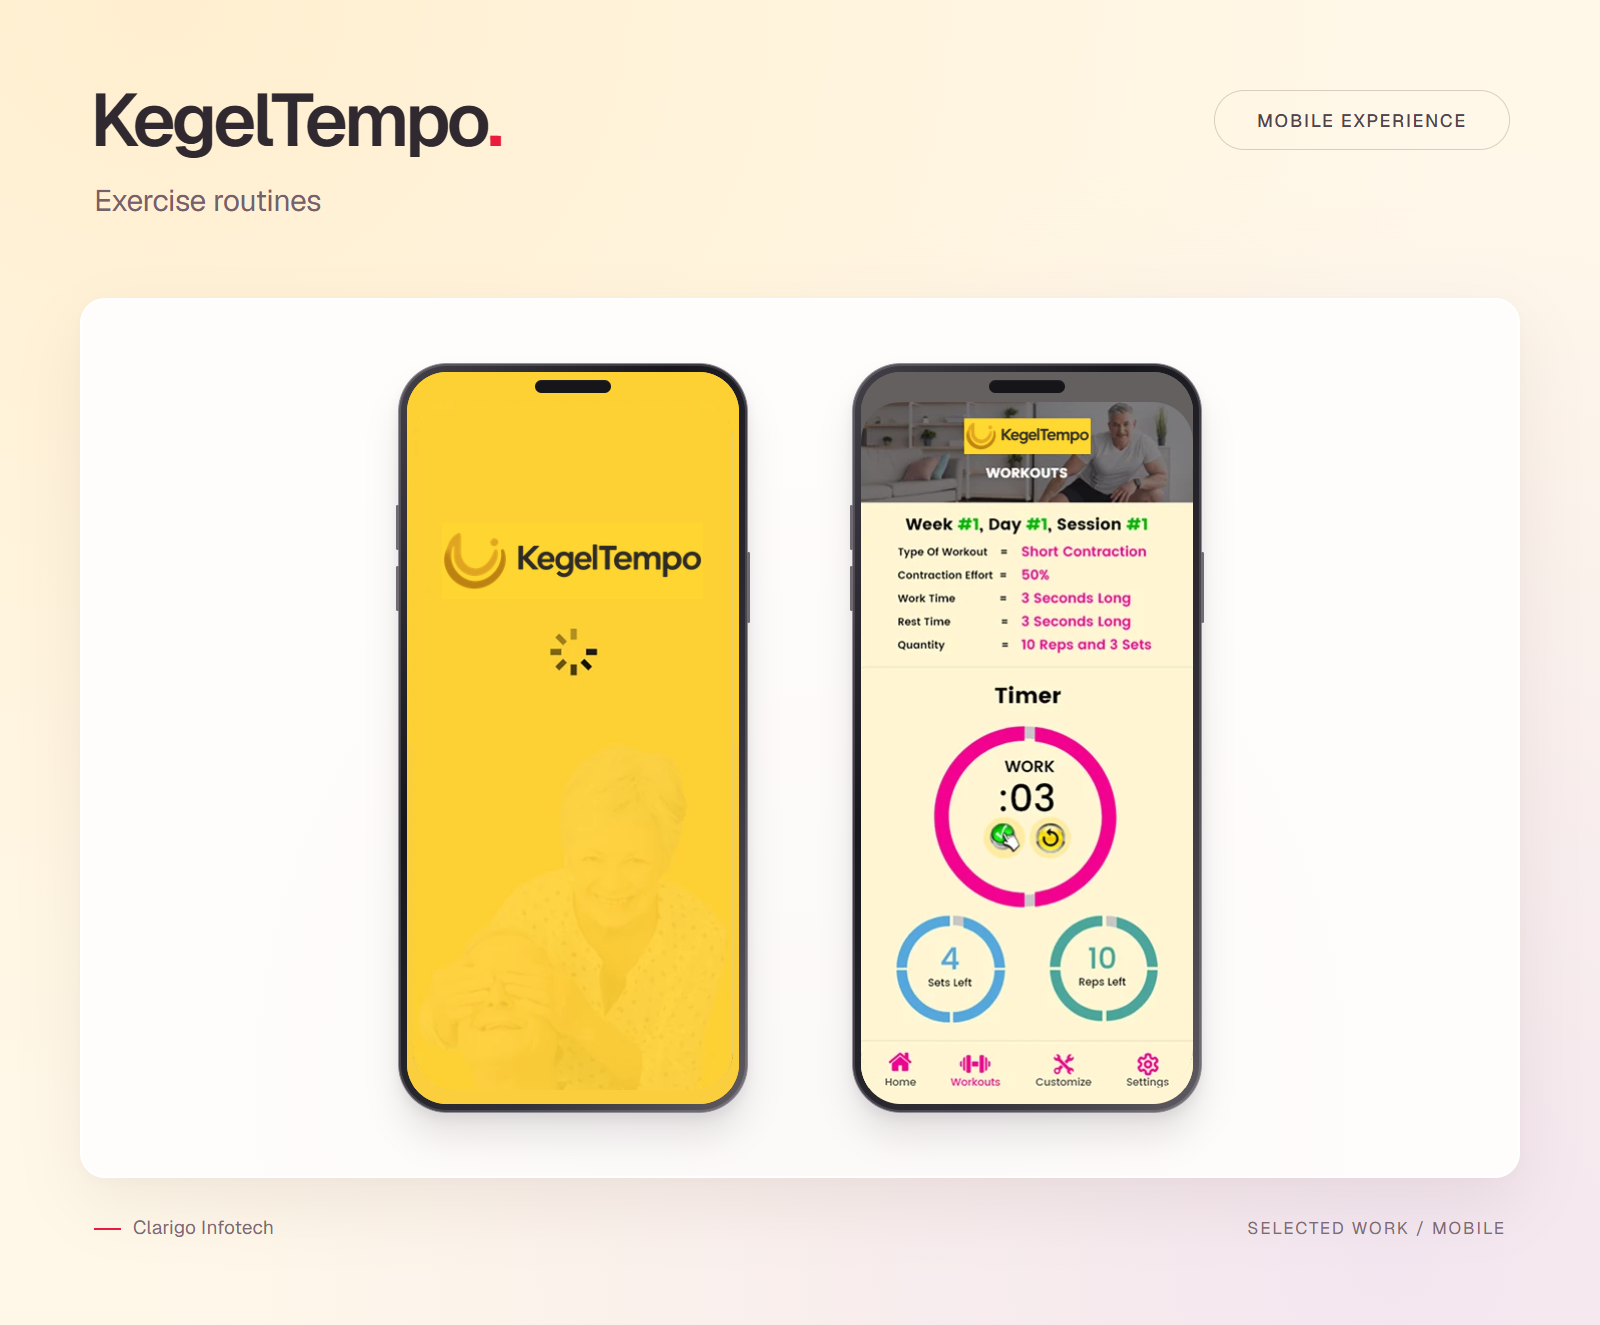 KegelTempo.
MOBILE EXPERIENCE
Exercise routines
KegelTempo
KegelTempo
WORKOUTS
Week #1, Day #1, Session #1
Type Of Workout = Short Contraction
Contraction Effort = 50%
Work Time = 3 Seconds Long
Rest Time = 3 Seconds Long
Quantity = 10 Reps and 3 Sets
Timer
WORK
:03
4
Sets Left
10
Reps Left
Home Workouts Customize Settings
Clarigo Infotech
SELECTED WORK / MOBILE